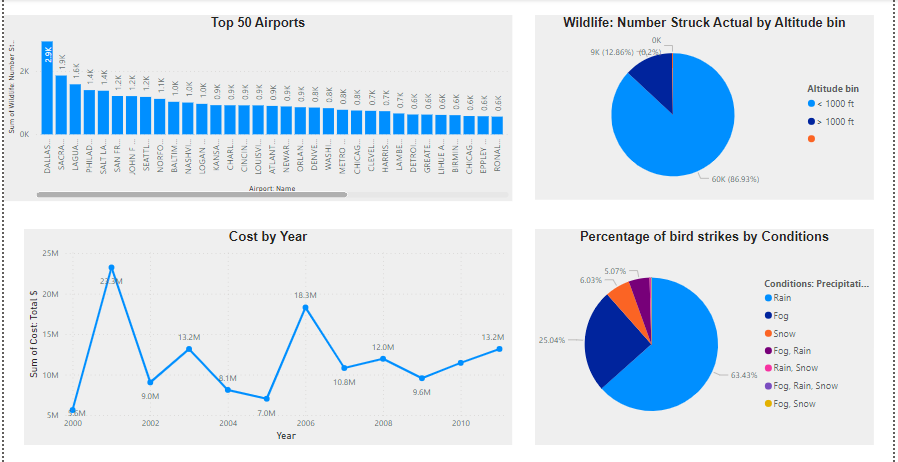 Top 50 Airports
Sum of Wildlife: Number St...
2K
0K
2.9K
1.9K
1.6K
1.4K
1.4K
1.2K
1.2K
1.2K
1.1K
1.0K
1.0K
1.0K
0.9K
0.9K
0.9K
0.9K
0.9K
0.9K
0.9K
0.8K
0.8K
0.8K
0.8K
0.7K
0.7K
0.7K
0.6K
0.6K
0.6K
0.6K
0.6K
0.6K
0.6K
DALLAS...
SACRA...
LAGUA...
PHILAD...
SALT LA...
SAN FR...
JOHN F ...
SEATTL...
NORFO...
BALTIM...
NASHVI...
LOGAN ...
KANSA...
CHARL...
CINCIN...
LOUISVI...
ATLANT...
NEWAR...
ORLAN...
DENVE...
WASHI...
METRO ...
CHICAG...
CLEVEL...
HARRIS...
LAMBE...
DETROI...
GREATE...
LIHUE A...
BIRMIN...
CHICAG...
EPPLEY ...
RONAL...
Airport: Name
Wildlife: Number Struck Actual by Altitude bin
0K
(0.2%)
9K (12.86%)
60K (86.93%)
Altitude bin
< 1000 ft
> 1000 ft
Cost by Year
Sum of Cost: Total $
25M
20M
15M
10M
5M
23.3M
9.0M
13.2M
8.1M
7.0M
18.3M
10.8M
12.0M
9.6M
13.2M
2000
2002
2004
2006
2008
2010
Year
Percentage of bird strikes by Conditions
5.07%
6.03%
25.04%
63.43%
Conditions: Precipitati...
Rain
Fog
Snow
Fog, Rain
Rain, Snow
Fog, Rain, Snow
Fog, Snow